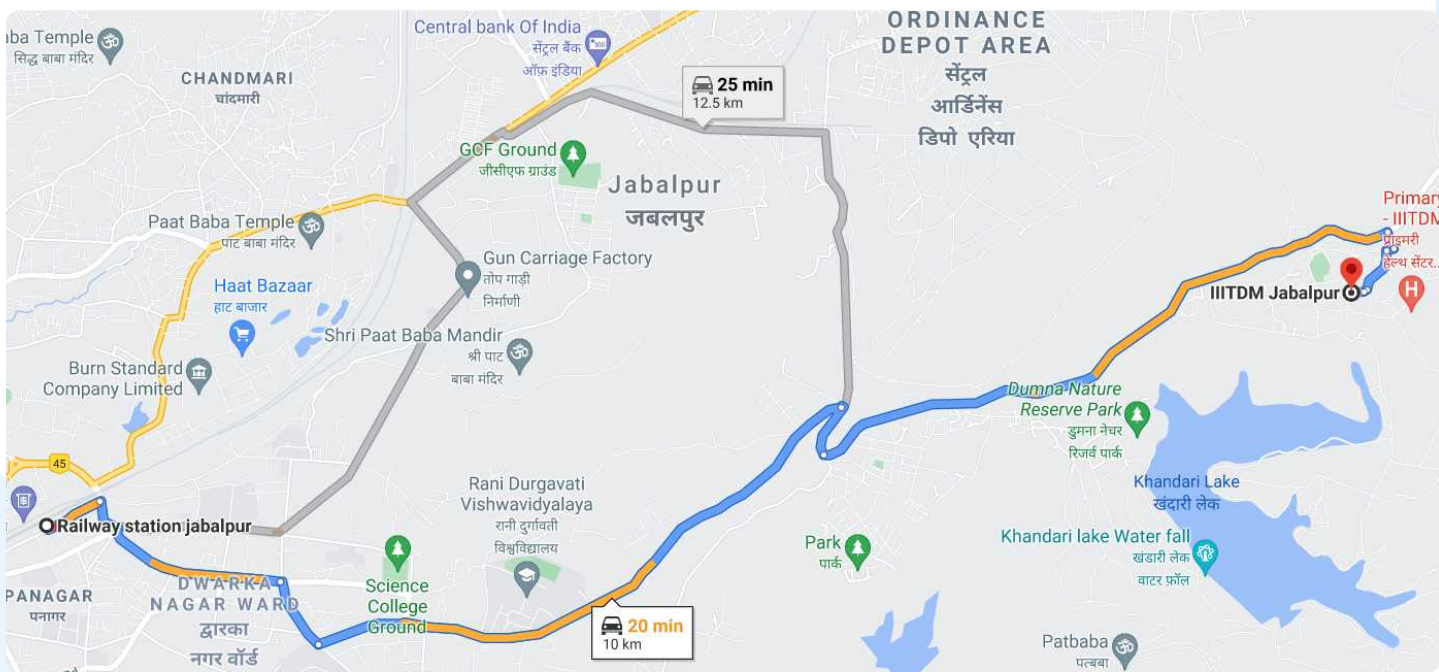 aba Temple
सिद्ध बाबा मंदिर
CHANDMARI
चांदमारी
Central bank Of India
सेंट्रल बैंक
ऑफ़ इंडिया
25 min
12.5 km
ORDINANCE
DEPOT AREA
सेंट्रल
आर्डिनेंस
डिपो एरिया
GCF Ground
जीसीएफ ग्राउंड
Jabalpur
जबलपुर
Paat Baba Temple
पाट बाबा मंदिर
Gun Carriage Factory
तोप गाड़ी
निर्माणी
Haat Bazaar
हाट बाजार
Shri Paat Baba Mandir
श्री पाट
बाबा मंदिर
Burn Standard
Company Limited
Primary
- IIITDM
प्राइमरी
हेल्थ सेंटर...
H
IIITDM Jabalpur
Dumna Nature
Reserve Park
डुमना नेचर
रिजर्व पार्क
45
Railway station jabalpur
Rani Durgavati
Vishwavidyalaya
रानी दुर्गावती
विश्वविद्यालय
Khandari Lake
खंदारी लेक
Khandari lake Water fall
खंडारी लेक
वाटर फ़ॉल
Park
पार्क
Science
College
Ground
DWARKA
NAGAR WARD
द्वारका
नगर वॉर्ड
PANAGAR
पनागर
20 min
10 km
Patbaba
पत्बबा